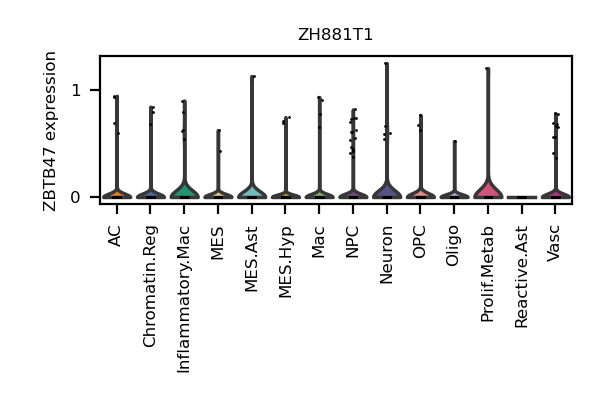 ZH881T1
ZBTB47 expression
1
0
AC
Chromatin.Reg
Inflammatory.Mac
MES
MES.Ast
MES.Hyp
Mac
NPC
Neuron
OPC
Oligo
Prolif.Metab
Reactive.Ast
Vasc